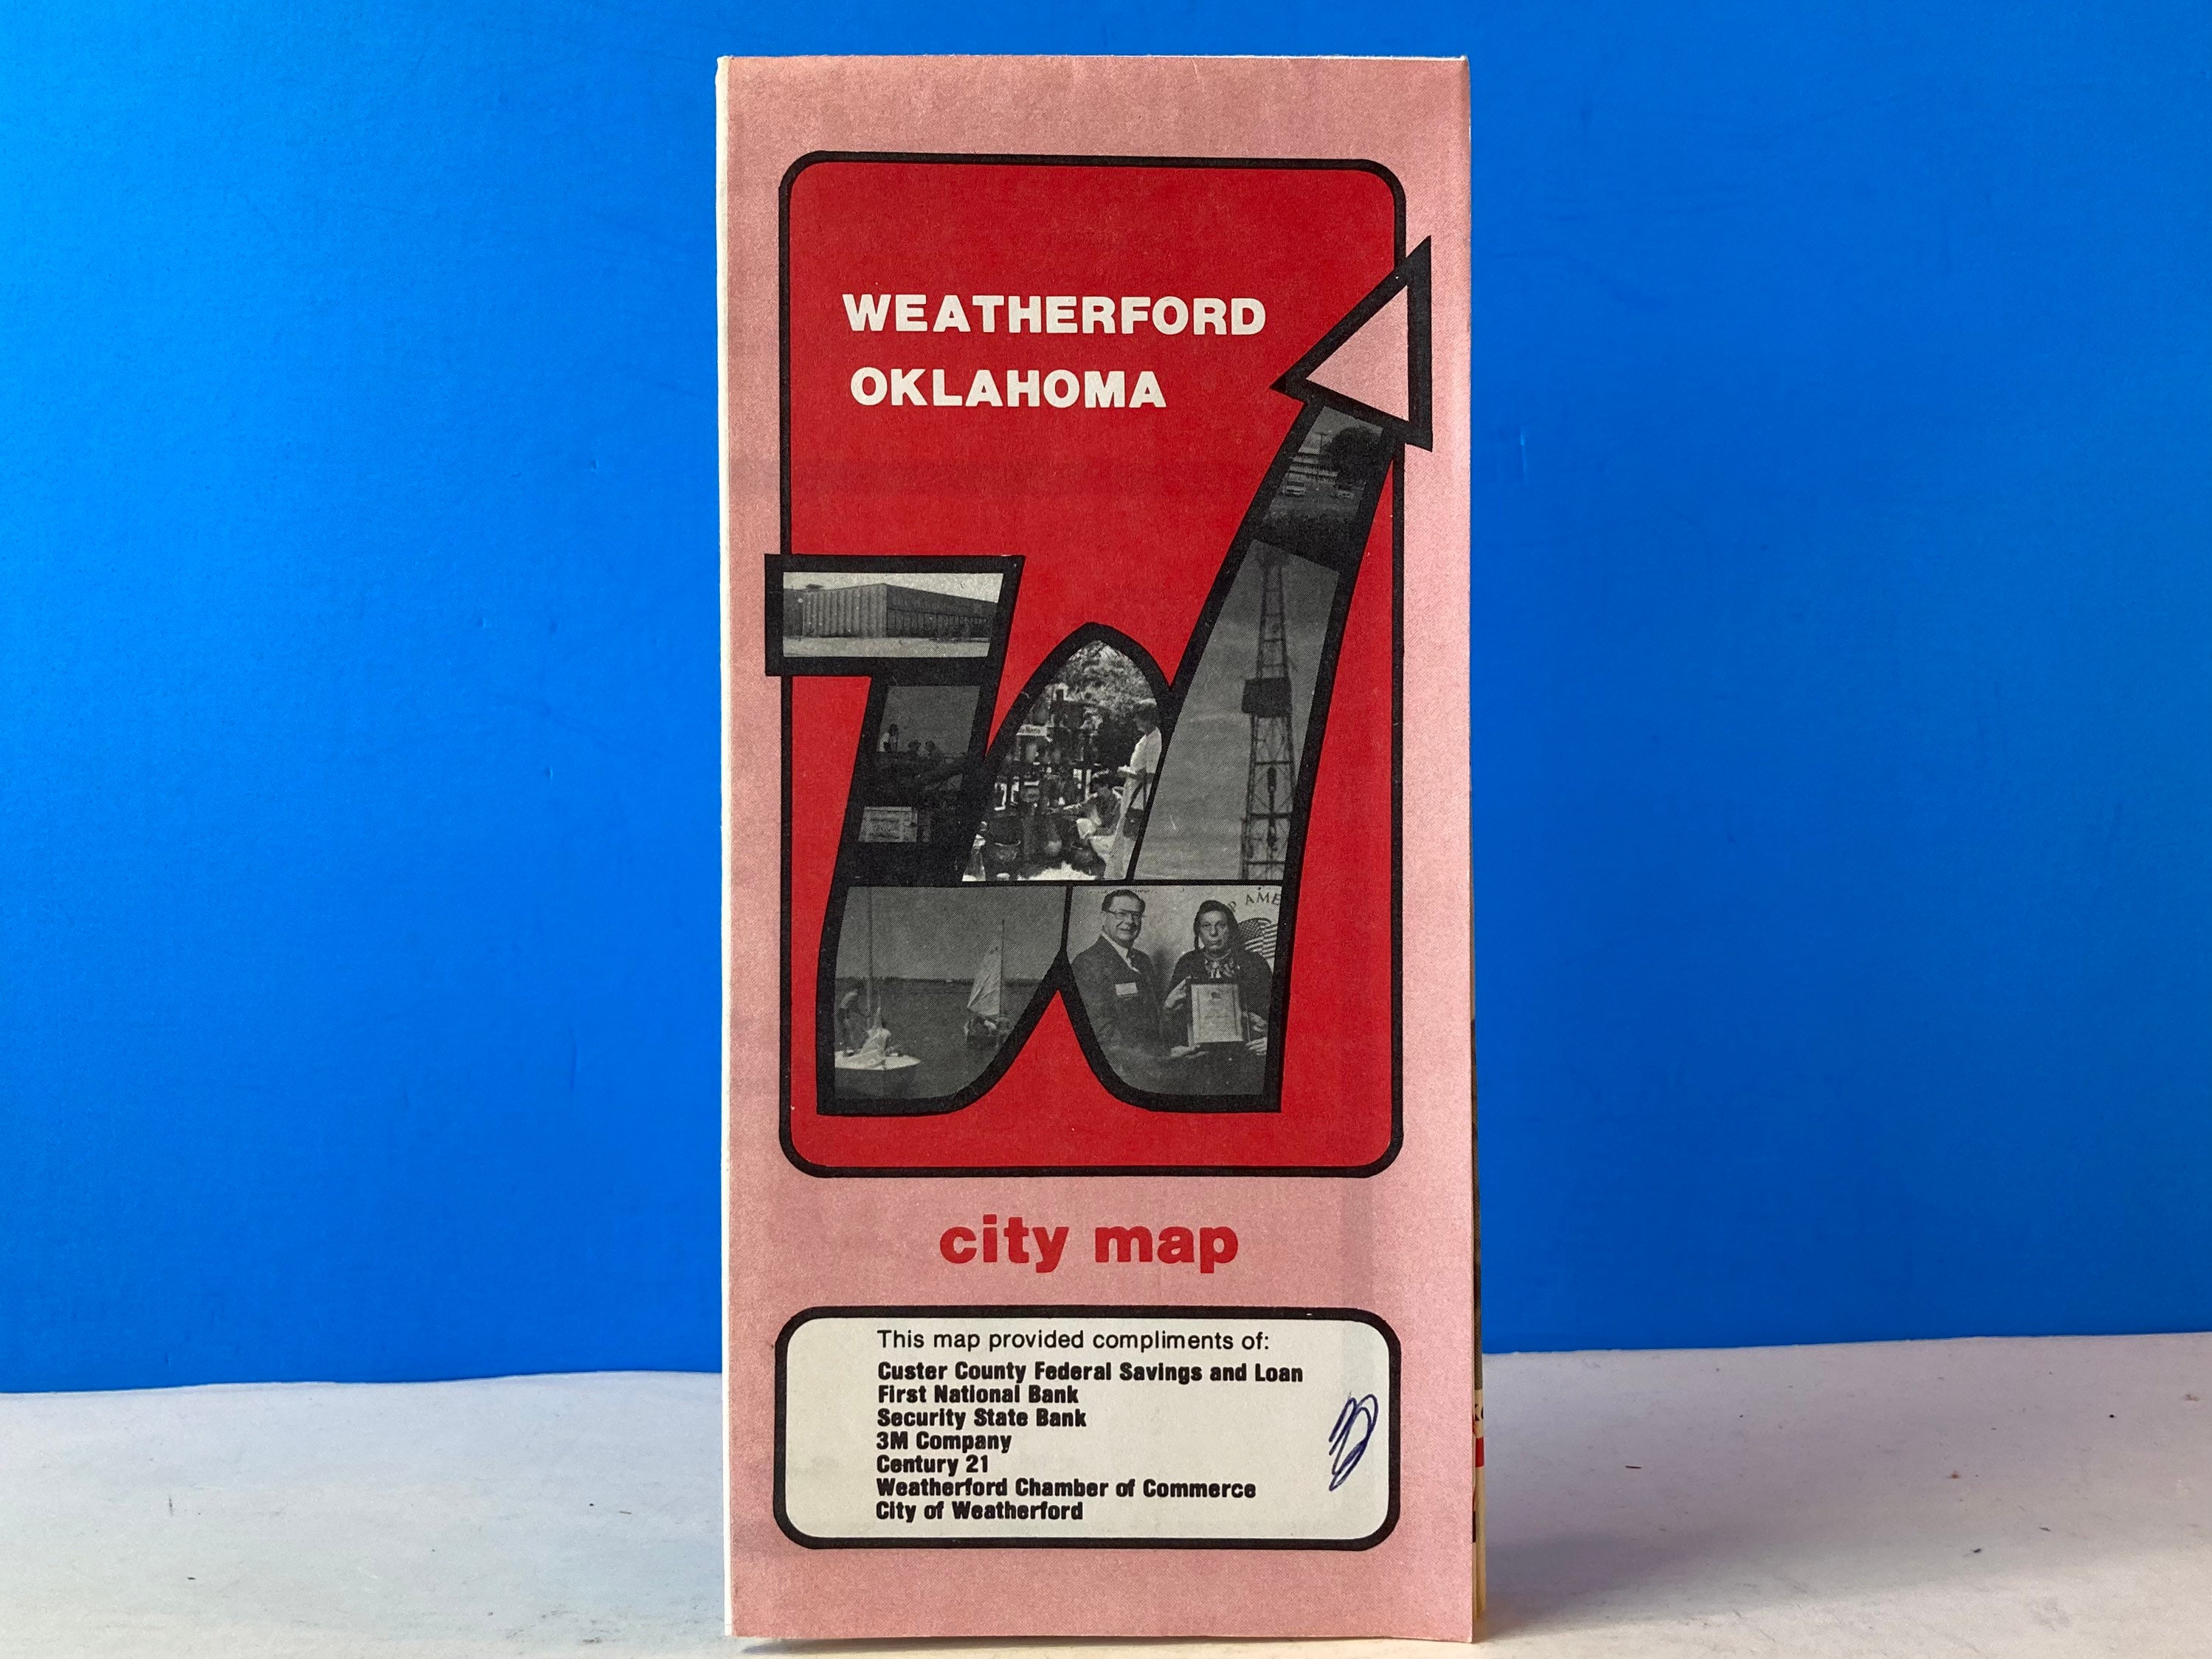 WEATHERFORD
OKLAHOMA
P AME
city map
This map provided compliments of:
Custer County Federal Savings and Loan
First National Bank
Security State Bank
3M Company
Century 21
Weatherford Chamber of Commerce
City of Weatherford